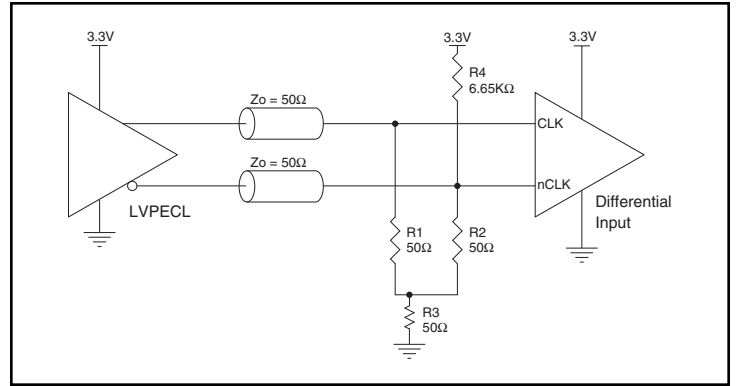 3.3V
3.3V
3.3V
R4
6.65KΩ
Zo = 50Ω
CLK
Zo = 50Ω
nCLK
LVPECL
Differential
Input
R1
50Ω
R2
50Ω
R3
50Ω